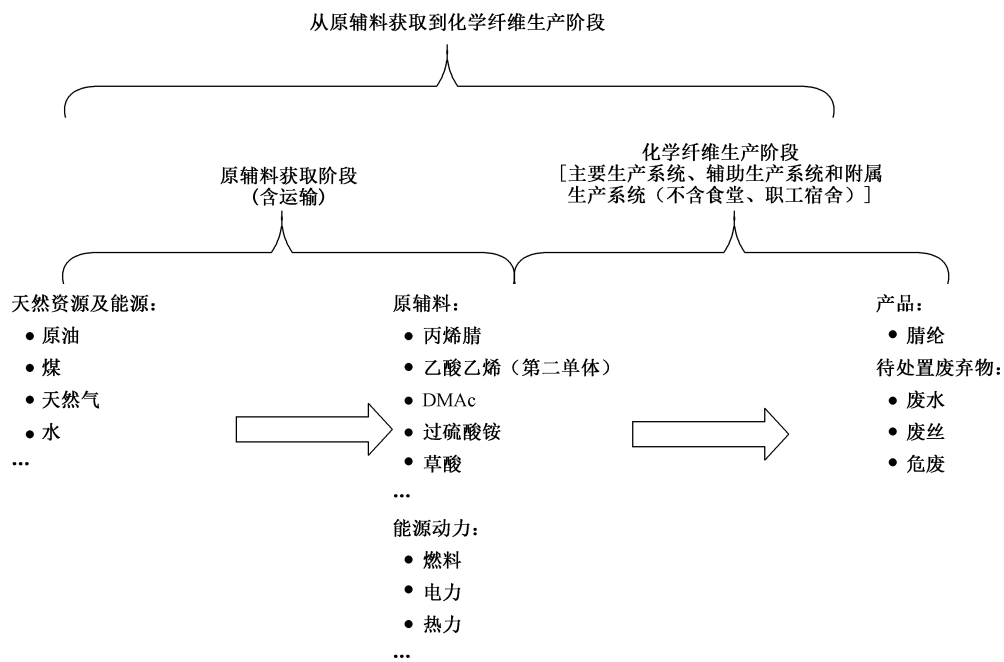 从原辅料获取到化学纤维生产阶段
原辅料获取阶段
(含运输)
化学纤维生产阶段
[主要生产系统、辅助生产系统和附属
生产系统（不含食堂、职工宿舍）]
天然资源及能源：
● 原油
● 煤
● 天然气
● 水
…
原辅料：
● 丙烯腈
● 乙酸乙烯（第二单体）
● DMAc
● 过硫酸铵
● 草酸
…
能源动力：
● 燃料
● 电力
● 热力
…
产品：
● 腈纶
待处置废弃物：
● 废水
● 废丝
● 危废